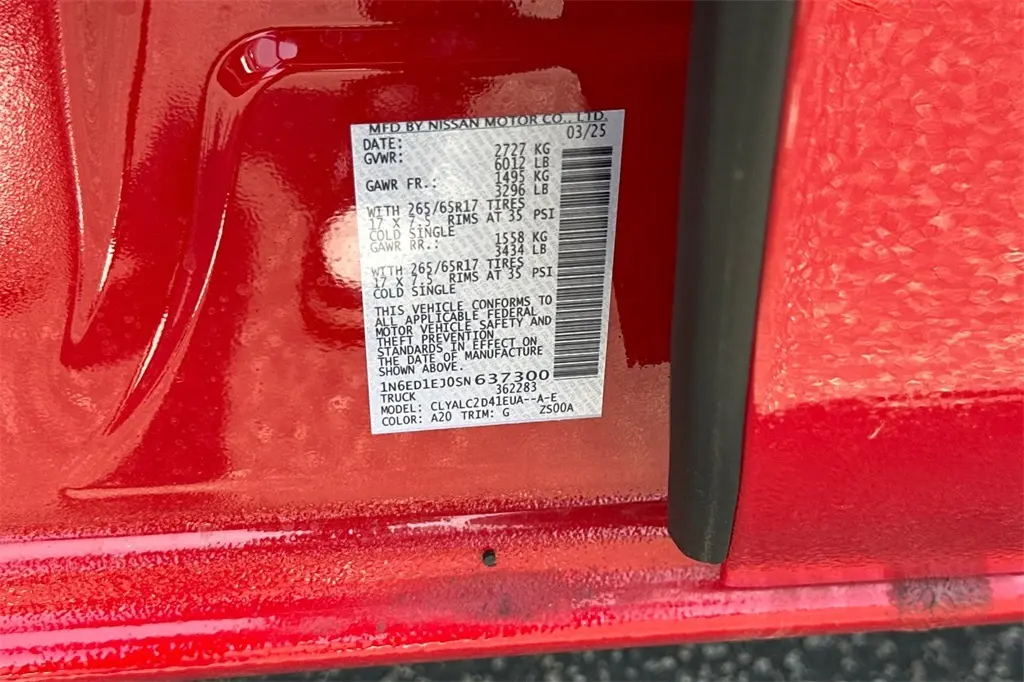 MFD BY NISSAN MOTOR CO., LTD.
DATE: 03/25
GVWR: 2727 KG
6012 LB
GAWR FR.: 1495 KG
3296 LB
WITH 265/65R17 TIRES
17 X 7.5 RIMS AT 35 PSI
COLD SINGLE
GAWR RR.: 1558 KG
3434 LB
WITH 265/65R17 TIRES
17 X 7.5 RIMS AT 35 PSI
COLD SINGLE
THIS VEHICLE CONFORMS TO
ALL APPLICABLE FEDERAL
MOTOR VEHICLE SAFETY AND
THEFT PREVENTION
STANDARDS IN EFFECT ON
THE DATE OF MANUFACTURE
SHOWN ABOVE.
1N6ED1EJ0SN637300
TRUCK 362283
MODEL: CLYALC2D41EUA--A-E
COLOR: A20 TRIM: G ZS00A